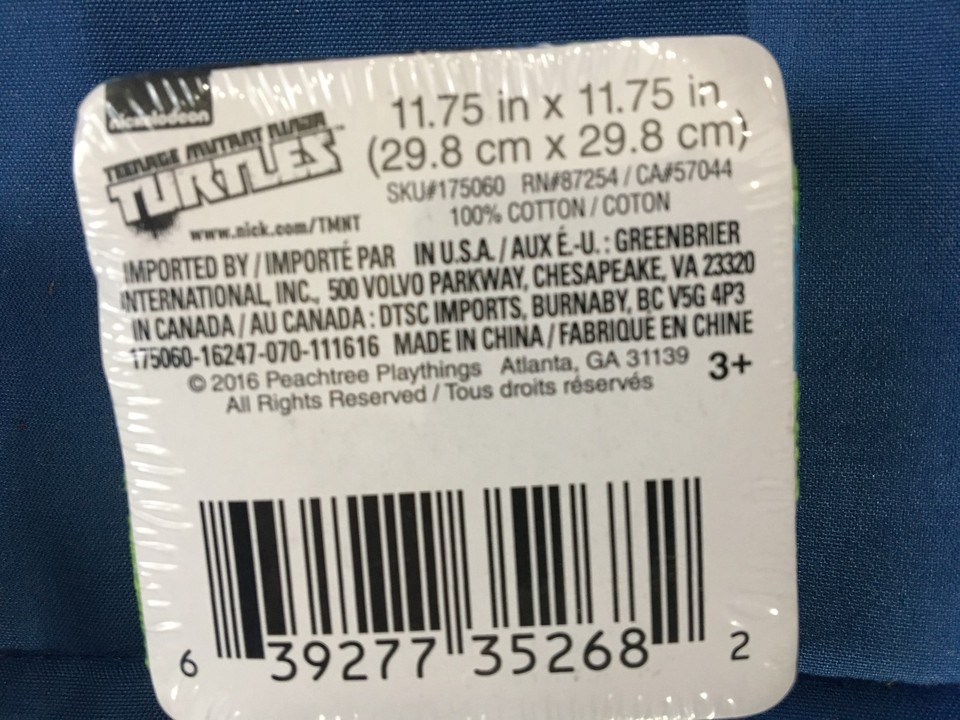 nickelodeon
TEENAGE MUTANT NINJA
TURTLES™
www.nick.com/TMNT
11.75 in x 11.75 in
(29.8 cm x 29.8 cm)
SKU#175060 RN#87254 / CA#57044
100% COTTON / COTON
IMPORTED BY / IMPORTÉ PAR IN U.S.A. / AUX É.-U. : GREENBRIER
INTERNATIONAL, INC., 500 VOLVO PARKWAY, CHESAPEAKE, VA 23320
IN CANADA / AU CANADA : DTSC IMPORTS, BURNABY, BC V5G 4P3
175060-16247-070-111616 MADE IN CHINA / FABRIQUÉ EN CHINE
© 2016 Peachtree Playthings Atlanta, GA 31139
All Rights Reserved / Tous droits réservés
3+
6 39277 35268 2